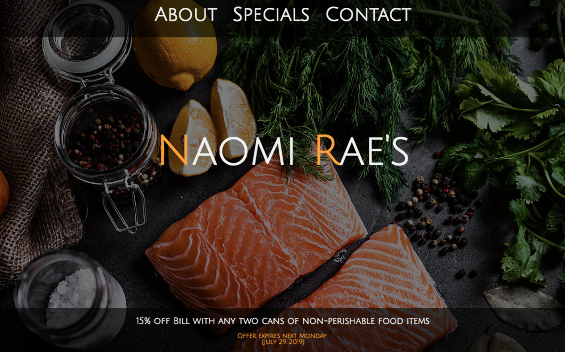 About Specials Contact
Naomi Rae's
15% off Bill with any two cans of non-perishable food items
Offer expires next Monday
(July 29 2019)